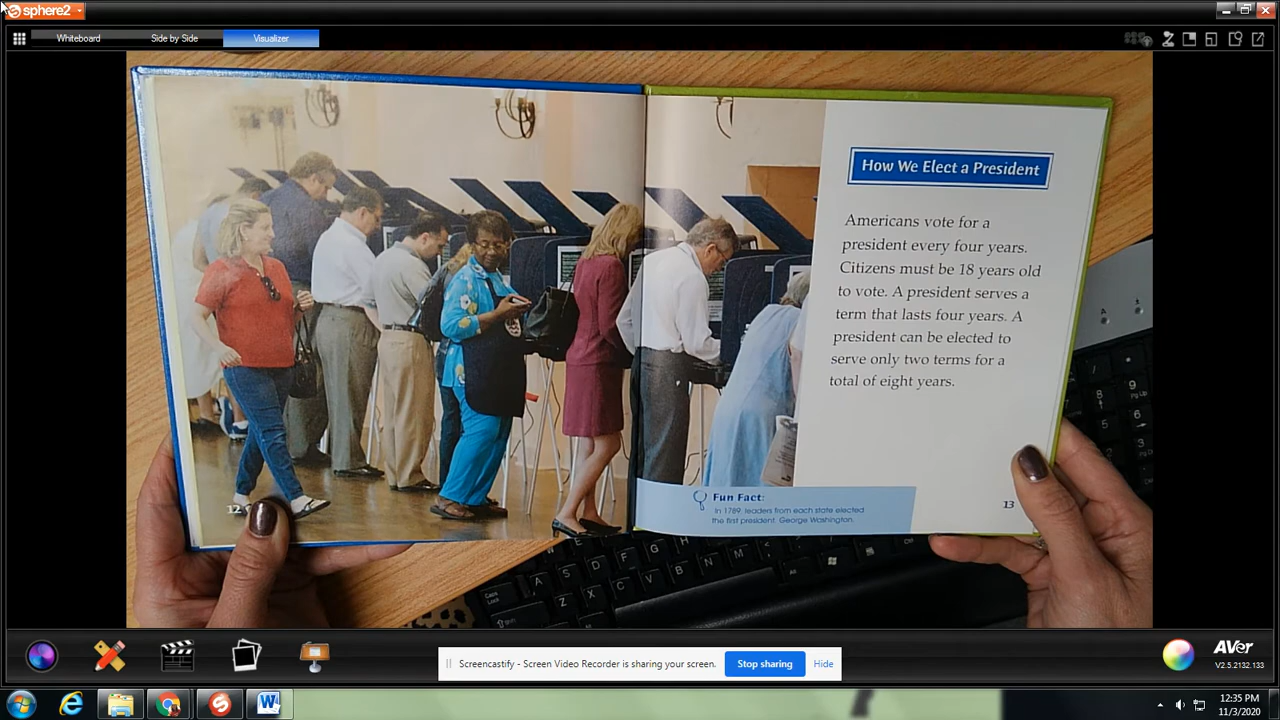 sphere2
Whiteboard
Side by Side
Visualizer
How We Elect a President
Americans vote for a
president every four years.
Citizens must be 18 years old
to vote. A president serves a
term that lasts four years. A
president can be elected to
serve only two terms for a
total of eight years.
Fun Fact:
In 1789, leaders from each state elected
the first president, George Washington.
12
13
Screencastify - Screen Video Recorder is sharing your screen.
Stop sharing
Hide
AVer
V2.5.2132.133
12:35 PM
11/3/2020